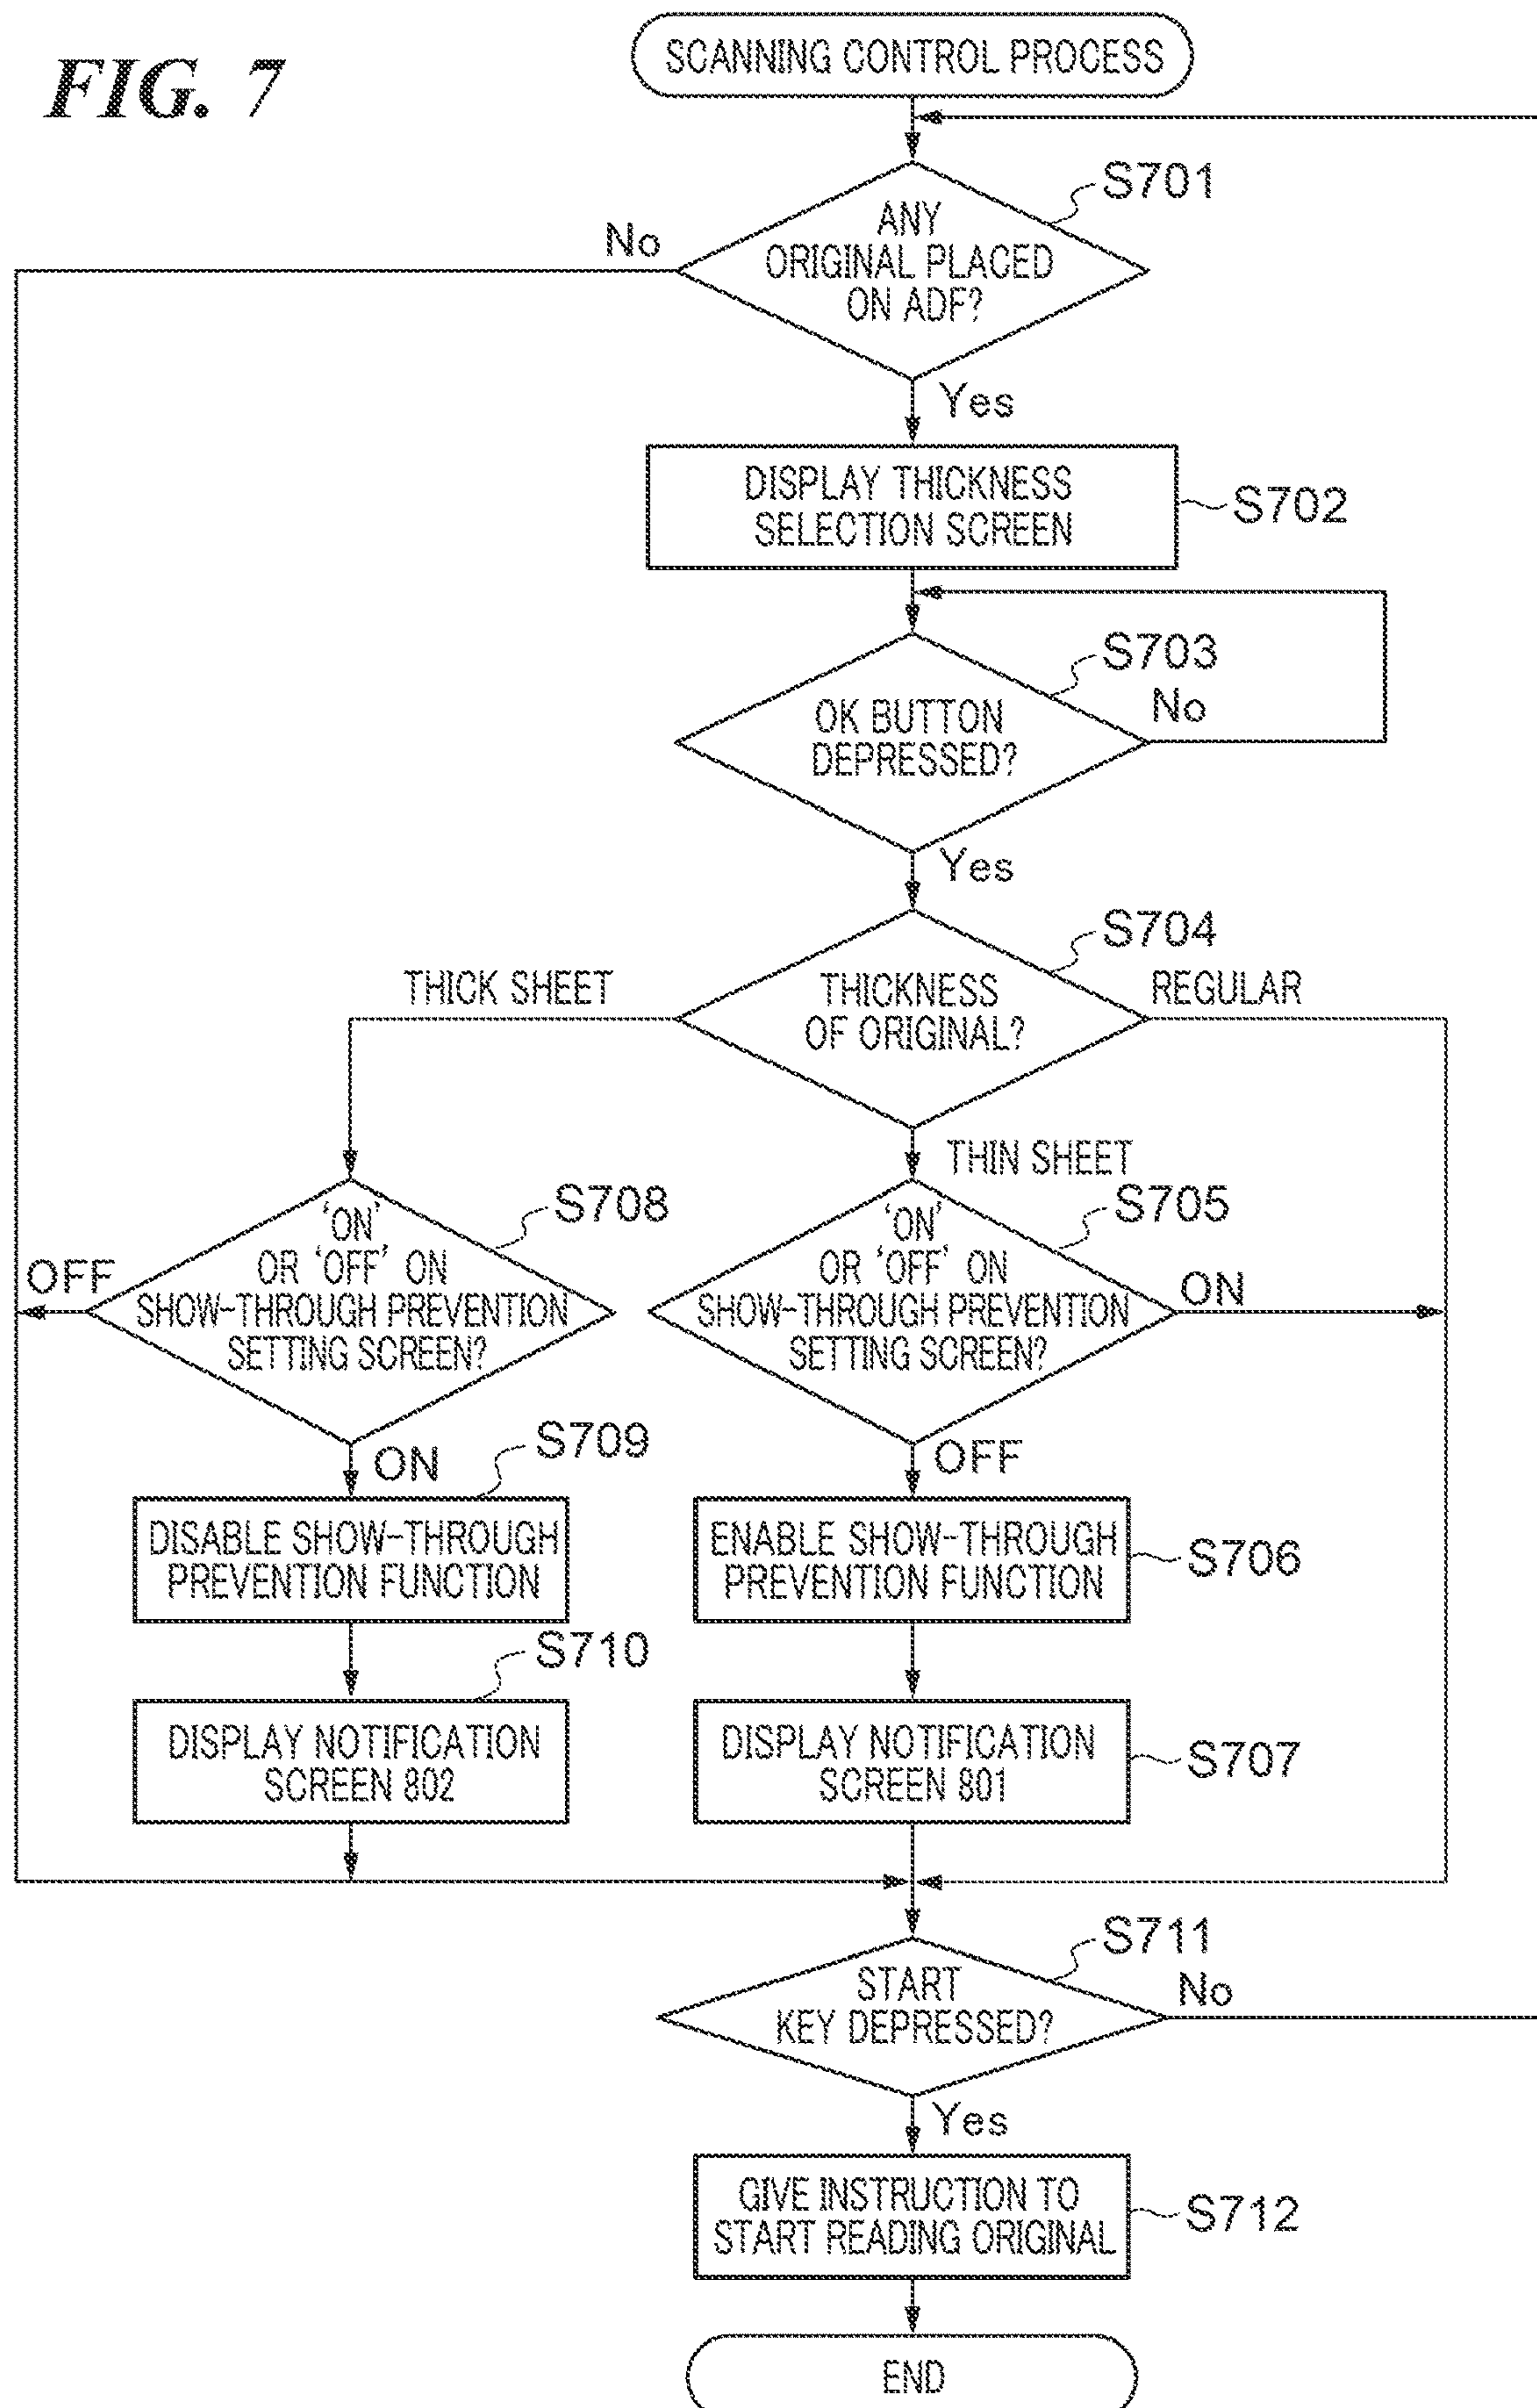 FIG. 7
SCANNING CONTROL PROCESS
S701
ANY
ORIGINAL PLACED
ON ADF?
No
Yes
DISPLAY THICKNESS
SELECTION SCREEN
S702
S703
OK BUTTON
DEPRESSED?
No
Yes
S704
THICKNESS
OF ORIGINAL?
THICK SHEET
REGULAR
THIN SHEET
S708
'ON'
OR 'OFF' ON
SHOW-THROUGH PREVENTION
SETTING SCREEN?
OFF
ON
S705
'ON'
OR 'OFF' ON
SHOW-THROUGH PREVENTION
SETTING SCREEN?
ON
OFF
S709
DISABLE SHOW-THROUGH
PREVENTION FUNCTION
ENABLE SHOW-THROUGH
PREVENTION FUNCTION
S706
S710
DISPLAY NOTIFICATION
SCREEN 802
DISPLAY NOTIFICATION
SCREEN 801
S707
S711
START
KEY DEPRESSED?
No
Yes
GIVE INSTRUCTION TO
START READING ORIGINAL
S712
END